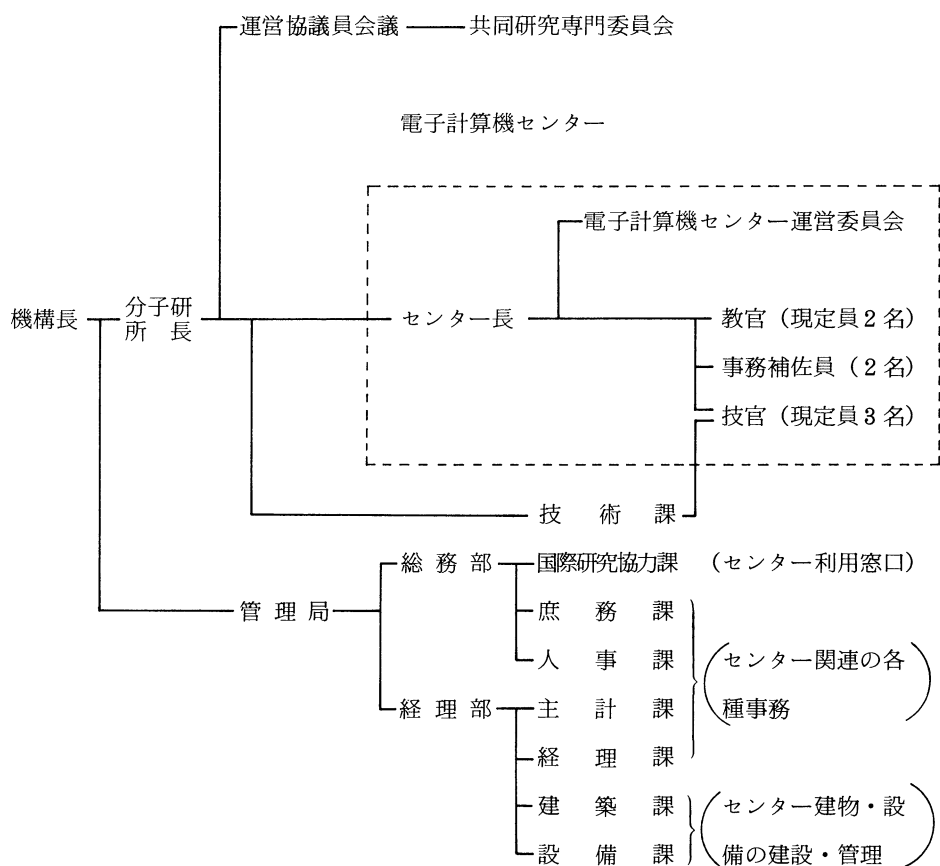 運営協議員会議 共同研究専門委員会
電子計算機センター
電子計算機センター運営委員会
機構長 分子研所長 センター長 教官（現定員2名）
事務補佐員（2名）
技官（現定員3名）
技術課
総務部 国際研究協力課 （センター利用窓口）
管理局 庶務課
人事課 （センター関連の各
経理部 主計課 種事務）
経理課
建築課 （センター建物・設
設備課 備の建設・管理）